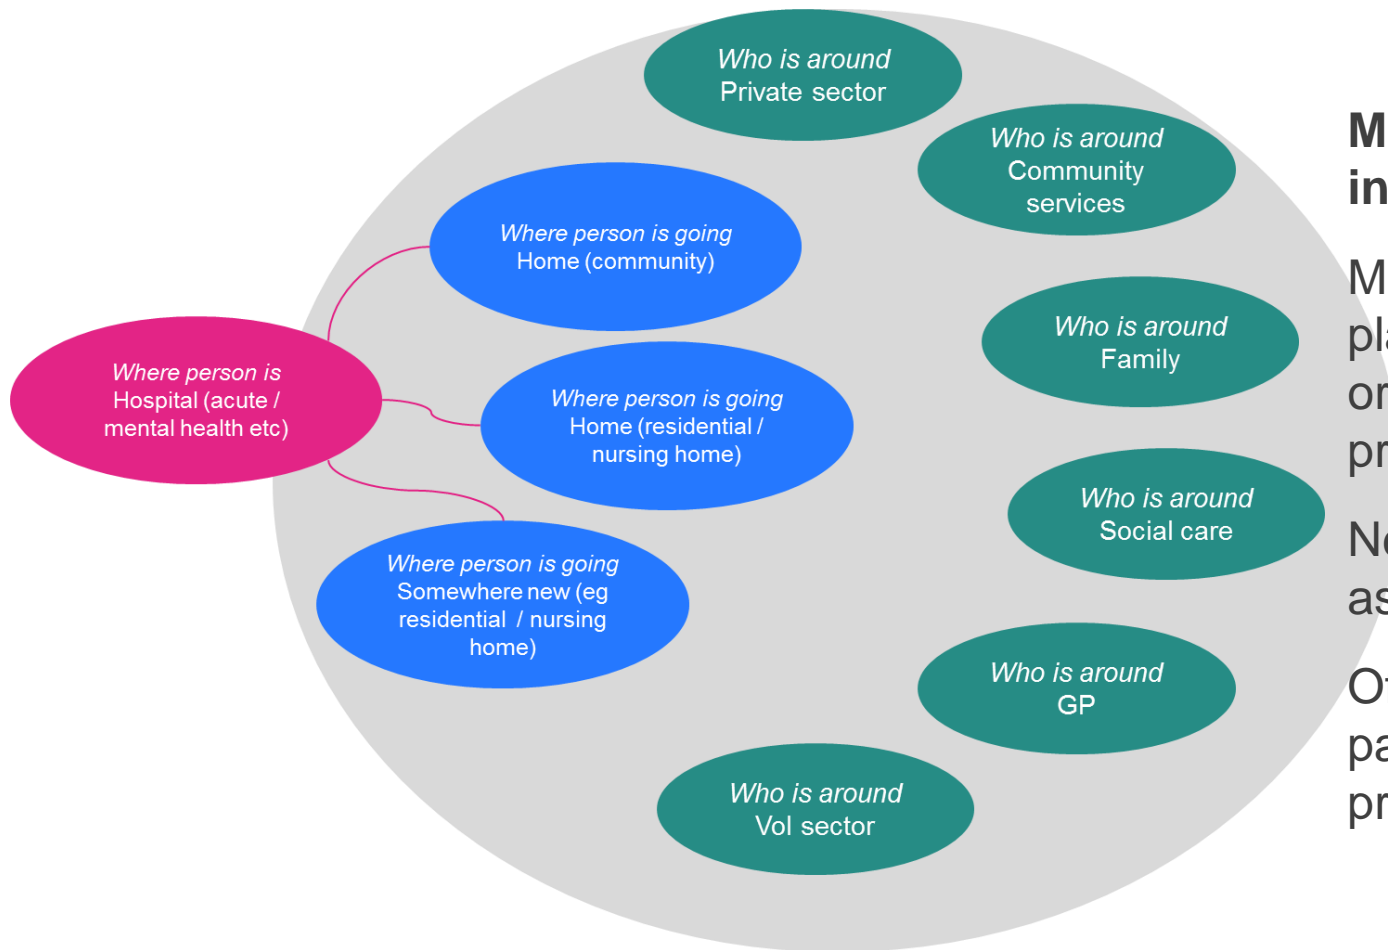 Who is around
Private sector
Who is around
Community
services
Where person is going
Home (community)
Who is around
Family
Where person is
Hospital (acute /
mental health etc)
Where person is going
Home (residential /
nursing home)
Who is around
Social care
Where person is going
Somewhere new (eg
residential / nursing
home)
Who is around
GP
Who is around
Vol sector